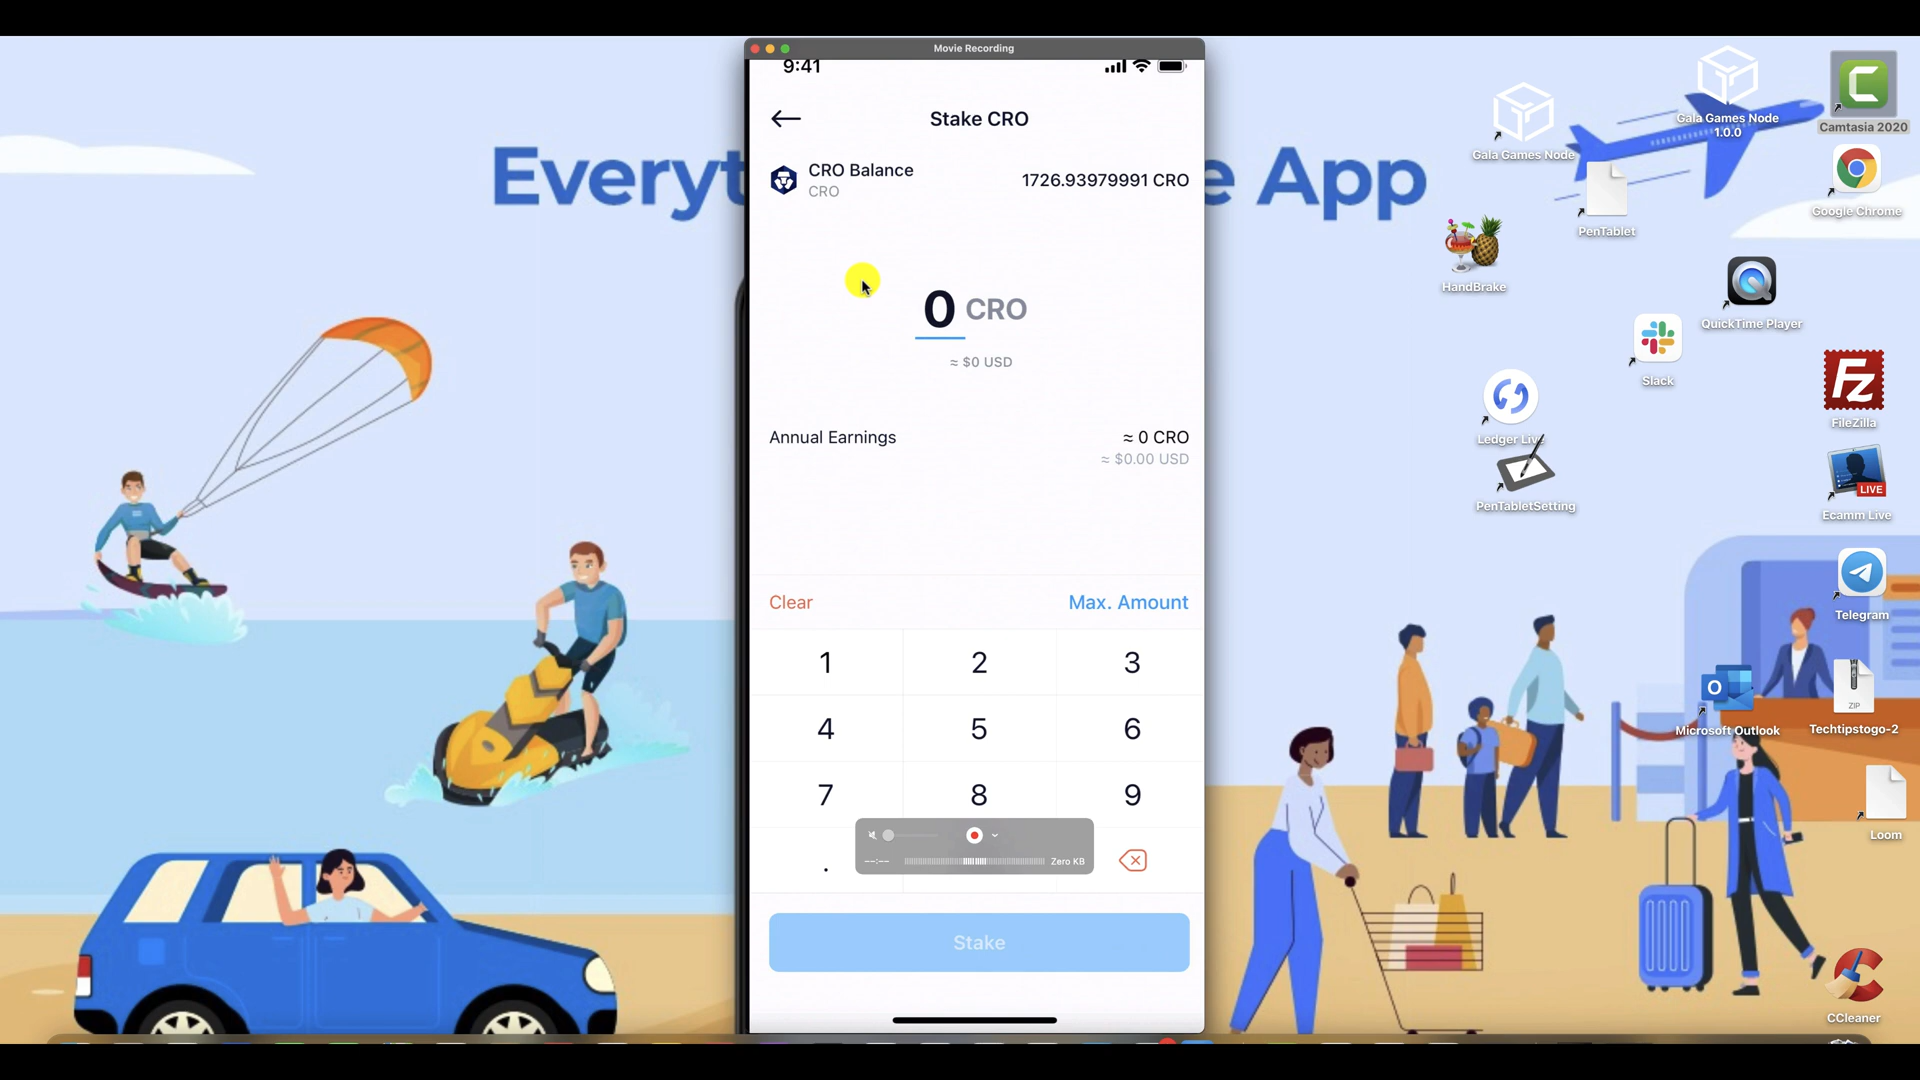 Movie Recording
9:41
Stake CRO
CRO Balance
CRO
1726.93979991 CRO
Everyt
e App
0 CRO
≈ $0 USD
Annual Earnings
≈ 0 CRO
≈ $0.00 USD
Clear
Max. Amount
1
2
3
4
5
6
7
8
9
.
--:--
Zero KB
Stake
Gala Games Node
Gala Games Node
1.0.0
Camtasia 2020
PenTablet
Google Chrome
HandBrake
QuickTime Player
Slack
Fz
FileZilla
Ledger Live
PenTabletSetting
LIVE
Ecamm Live
Telegram
O
Microsoft Outlook
ZIP
Techtipstogo-2
Loom
CCleaner